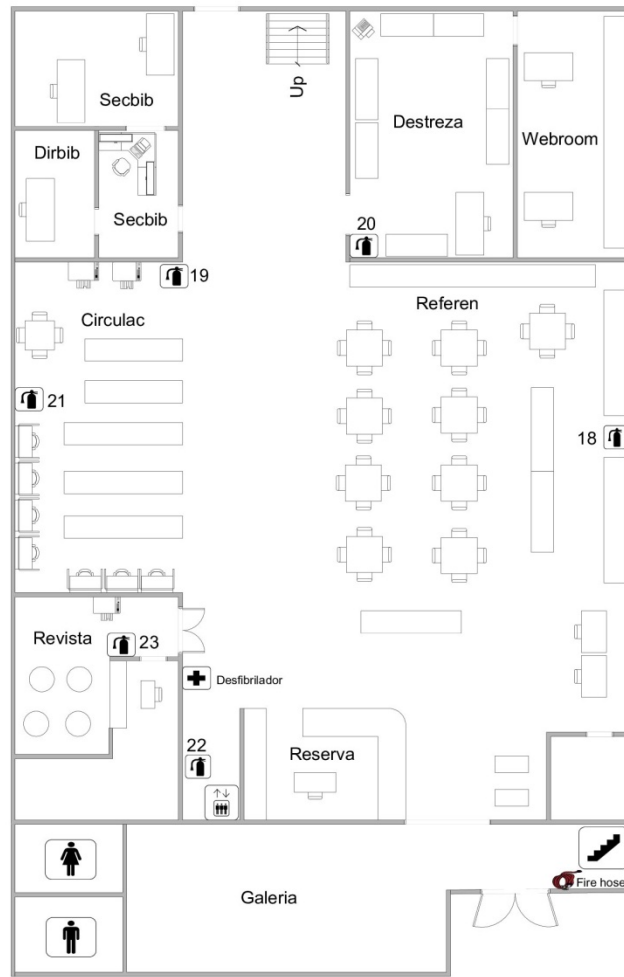 Up
Secbib
Destreza
Webroom
Dirbib
Secbib
20
19
Referen
Circulac
21
18
Revista
23
Desfibrilador
22
Reserva
Fire hose
Galeria